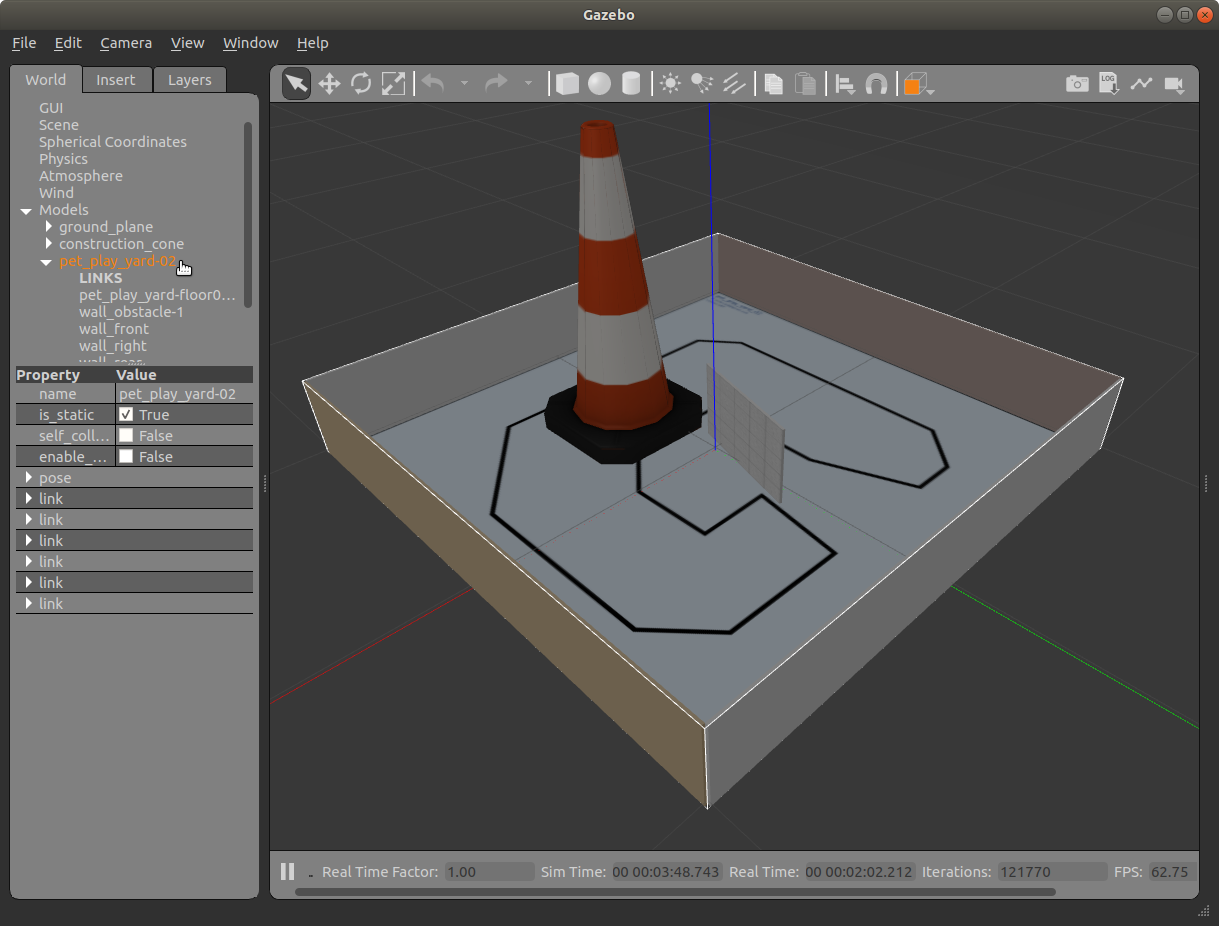 Gazebo
File Edit Camera View Window Help
World Insert Layers
LOG
GUI
Scene
Spherical Coordinates
Physics
Atmosphere
Wind
Models
ground_plane
construction_cone
pet_play_yard-02
LINKS
pet_play_yard-floor0...
wall_obstacle-1
wall_front
wall_right
Property Value
name pet_play_yard-02
is_static True
self_coll... False
enable_... False
pose
link
link
link
link
link
link
Real Time Factor: 1.00 Sim Time: 00 00:03:48.743 Real Time: 00 00:02:02.212 Iterations: 121770 FPS: 62.75